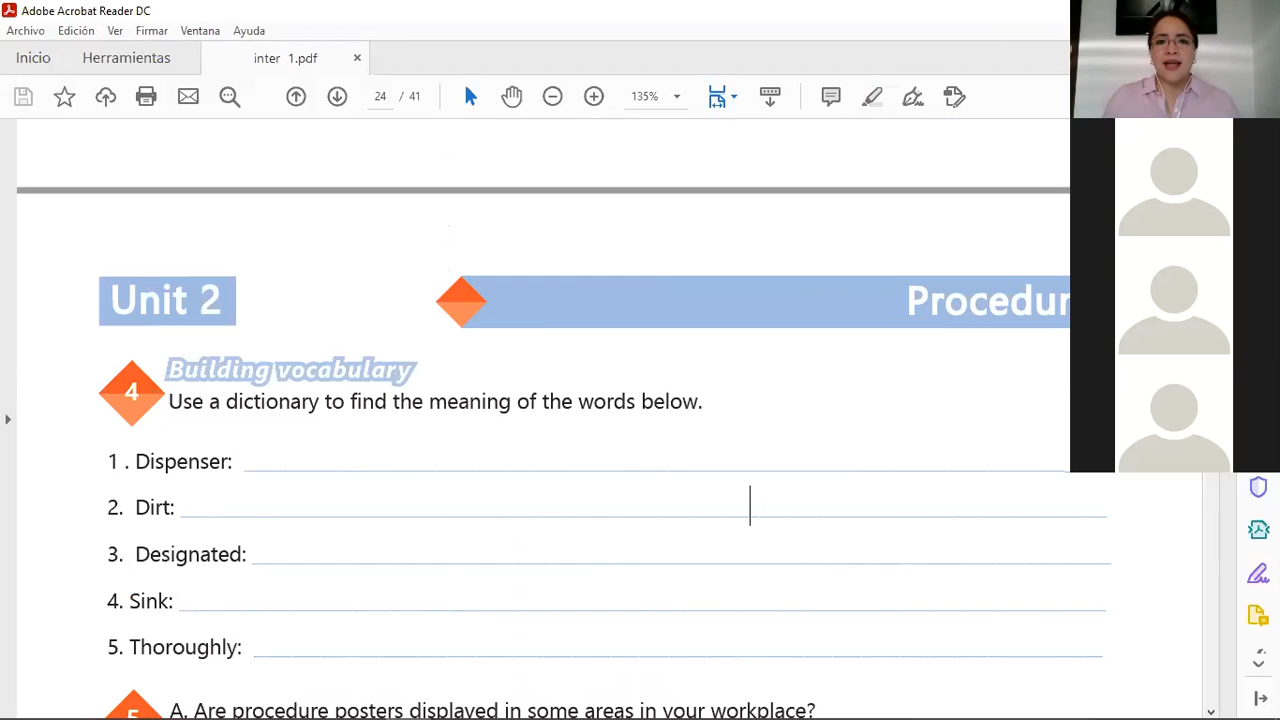 Adobe Acrobat Reader DC
Archivo Edición Ver Firmar Ventana Ayuda
Inicio Herramientas inter 1.pdf ×
24 / 41 135%
Unit 2
Procedur
Building vocabulary
4
Use a dictionary to find the meaning of the words below.
1 . Dispenser:
2. Dirt:
3. Designated:
4. Sink:
5. Thoroughly:
5 A. Are procedure posters displayed in some areas in your workplace?